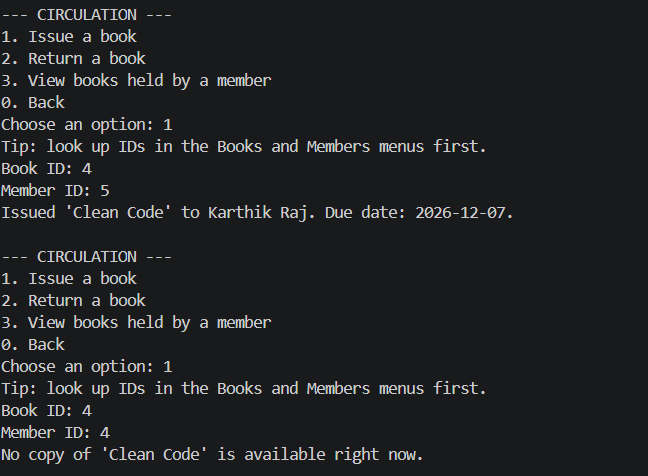 --- CIRCULATION ---
1. Issue a book
2. Return a book
3. View books held by a member
0. Back
Choose an option: 1
Tip: look up IDs in the Books and Members menus first.
Book ID: 4
Member ID: 5
Issued 'Clean Code' to Karthik Raj. Due date: 2026-12-07.

--- CIRCULATION ---
1. Issue a book
2. Return a book
3. View books held by a member
0. Back
Choose an option: 1
Tip: look up IDs in the Books and Members menus first.
Book ID: 4
Member ID: 4
No copy of 'Clean Code' is available right now.